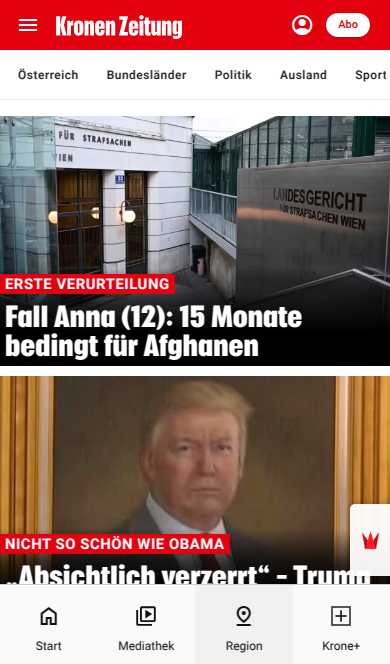 Kronen Zeitung
Abo
Österreich Bundesländer Politik Ausland Sport
FÜR STRAFSACHEN
WIEN
LANDESGERICHT
FÜR STRAFSACHEN WIEN
ERSTE VERURTEILUNG
Fall Anna (12): 15 Monate
bedingt für Afghanen
NICHT SO SCHÖN WIE OBAMA
„Absichtlich verzerrt“ – Trump
Start Mediathek Region Krone+